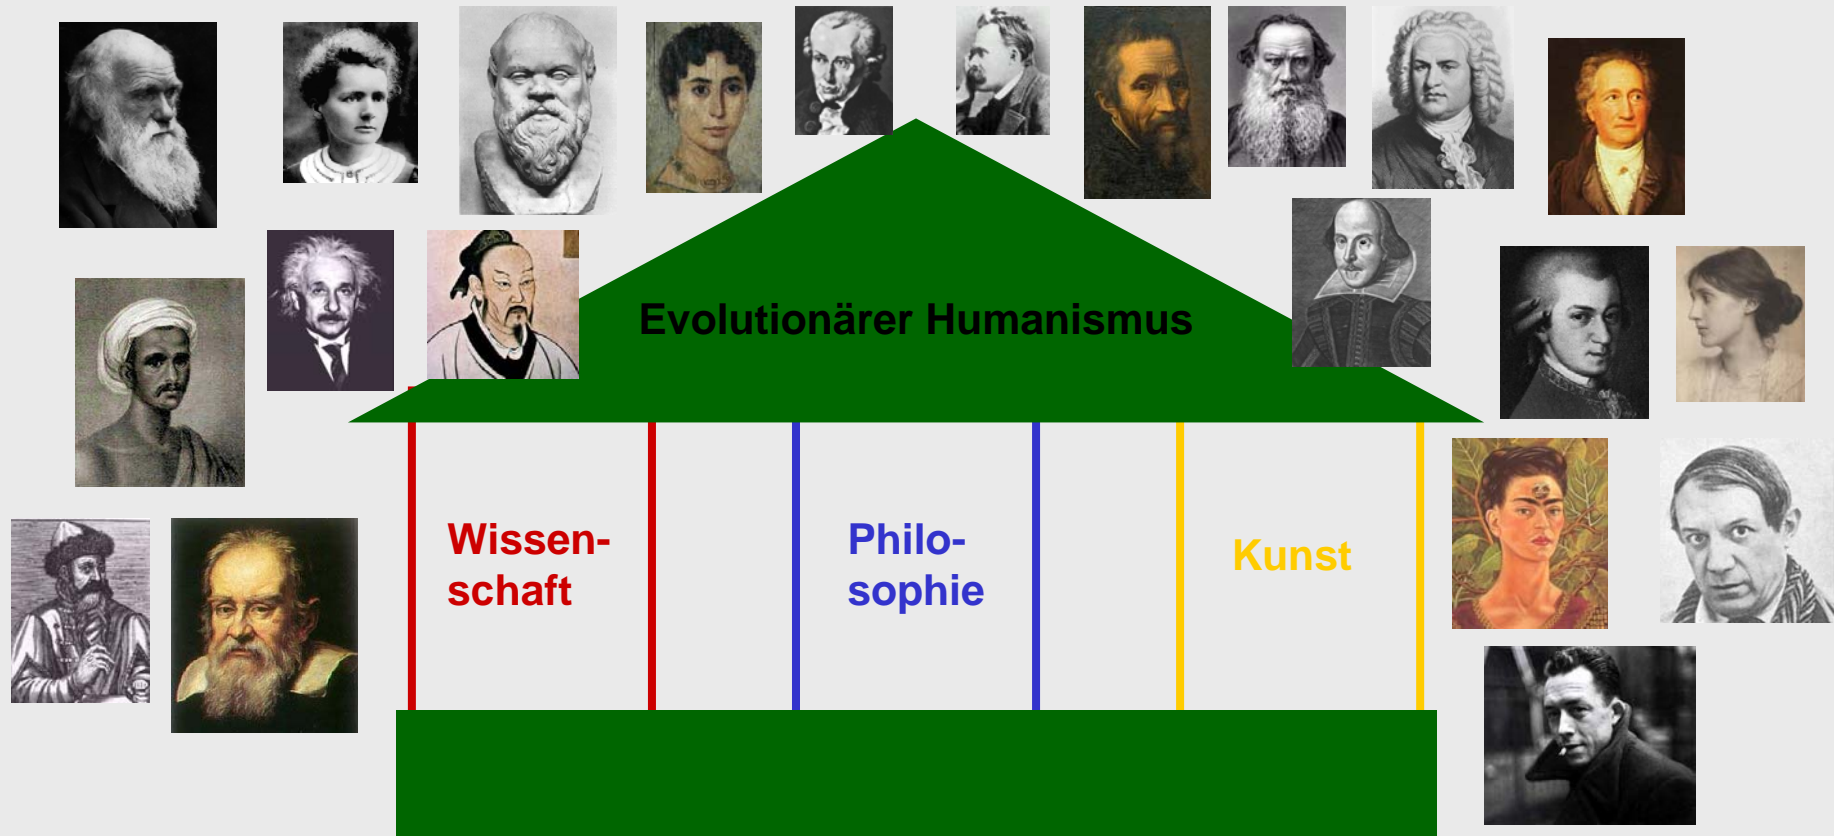 Evolutionärer Humanismus
Wissen-
schaft
Philo-
sophie
Kunst